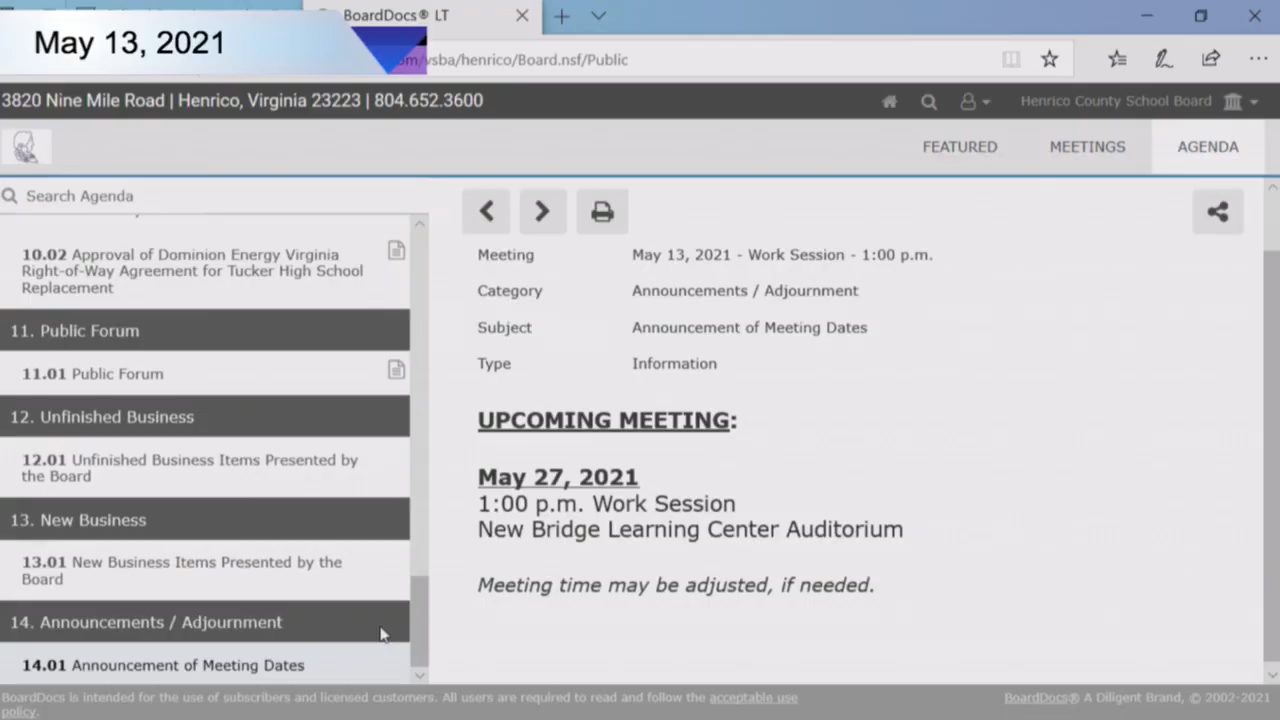 BoardDocs® LT
May 13, 2021
/vsba/henrico/Board.nsf/Public
3820 Nine Mile Road | Henrico, Virginia 23223 | 804.652.3600
Henrico County School Board
FEATURED
MEETINGS
AGENDA
Search Agenda
10.02 Approval of Dominion Energy Virginia
Right-of-Way Agreement for Tucker High School
Replacement
11. Public Forum
11.01 Public Forum
12. Unfinished Business
12.01 Unfinished Business Items Presented by
the Board
13. New Business
13.01 New Business Items Presented by the
Board
14. Announcements / Adjournment
14.01 Announcement of Meeting Dates
Meeting May 13, 2021 - Work Session - 1:00 p.m.
Category Announcements / Adjournment
Subject Announcement of Meeting Dates
Type Information
UPCOMING MEETING:
May 27, 2021
1:00 p.m. Work Session
New Bridge Learning Center Auditorium
Meeting time may be adjusted, if needed.
BoardDocs is intended for the use of subscribers and licensed customers. All users are required to read and follow the acceptable use
policy.
BoardDocs® A Diligent Brand, © 2002-2021